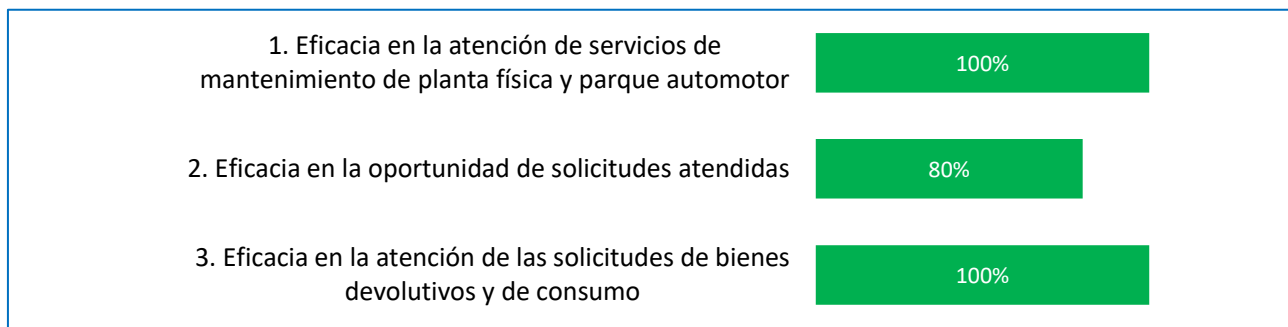 1. Eficacia en la atención de servicios de
mantenimiento de planta física y parque automotor
100%
2. Eficacia en la oportunidad de solicitudes atendidas
80%
3. Eficacia en la atención de las solicitudes de bienes
devolutivos y de consumo
100%